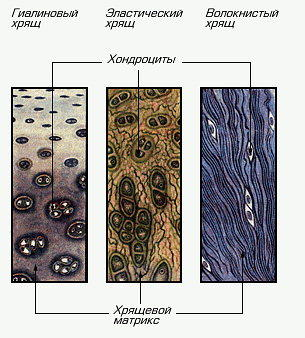 Гиалиновый хрящ
Эластический хрящ
Волокнистый хрящ
Хондроциты
Хрящевой матрикс